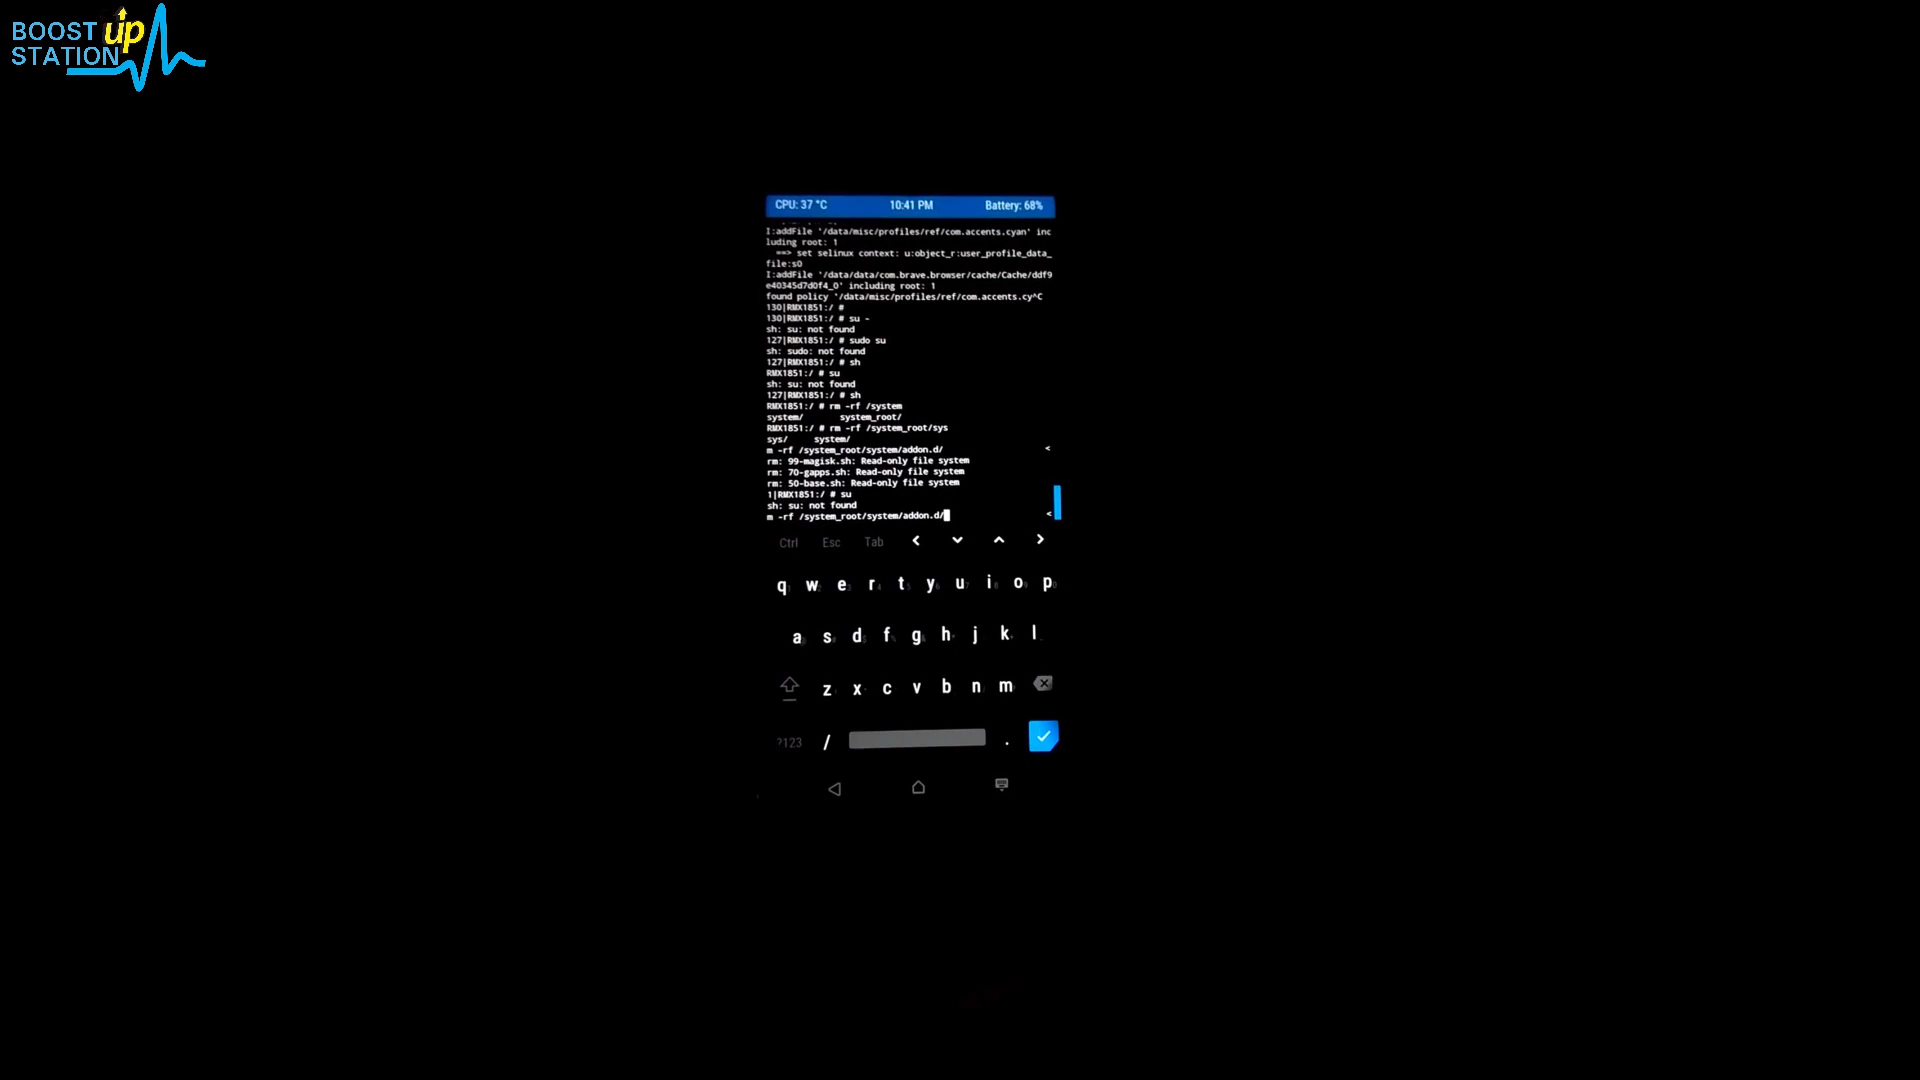 BOOST up
STATION
CPU: 37 °C 10:41 PM Battery: 68%
I:addFile '/data/misc/profiles/ref/com.accents.cyan' inc
luding root: 1
==> set selinux context: u:object_r:user_profile_data_
file:s0
I:addFile '/data/data/com.brave.browser/cache/Cache/ddf9
e40345d7d0f4_0' including root: 1
found policy '/data/misc/profiles/ref/com.accents.cy^C
130|RMX1851:/ #
130|RMX1851:/ # su -
sh: su: not found
127|RMX1851:/ # sudo su
sh: sudo: not found
127|RMX1851:/ # sh
RMX1851:/ # su
sh: su: not found
127|RMX1851:/ # sh
RMX1851:/ # rm -rf /system
system/ system_root/
RMX1851:/ # rm -rf /system_root/sys
sys/ system/
m -rf /system_root/system/addon.d/ <
rm: 99-magisk.sh: Read-only file system
rm: 70-gapps.sh: Read-only file system
rm: 50-base.sh: Read-only file system
1|RMX1851:/ # su
sh: su: not found
m -rf /system_root/system/addon.d/ <
Ctrl Esc Tab
q w e r t y u i o p
a s d f g h j k l
z x c v b n m
?123 / .